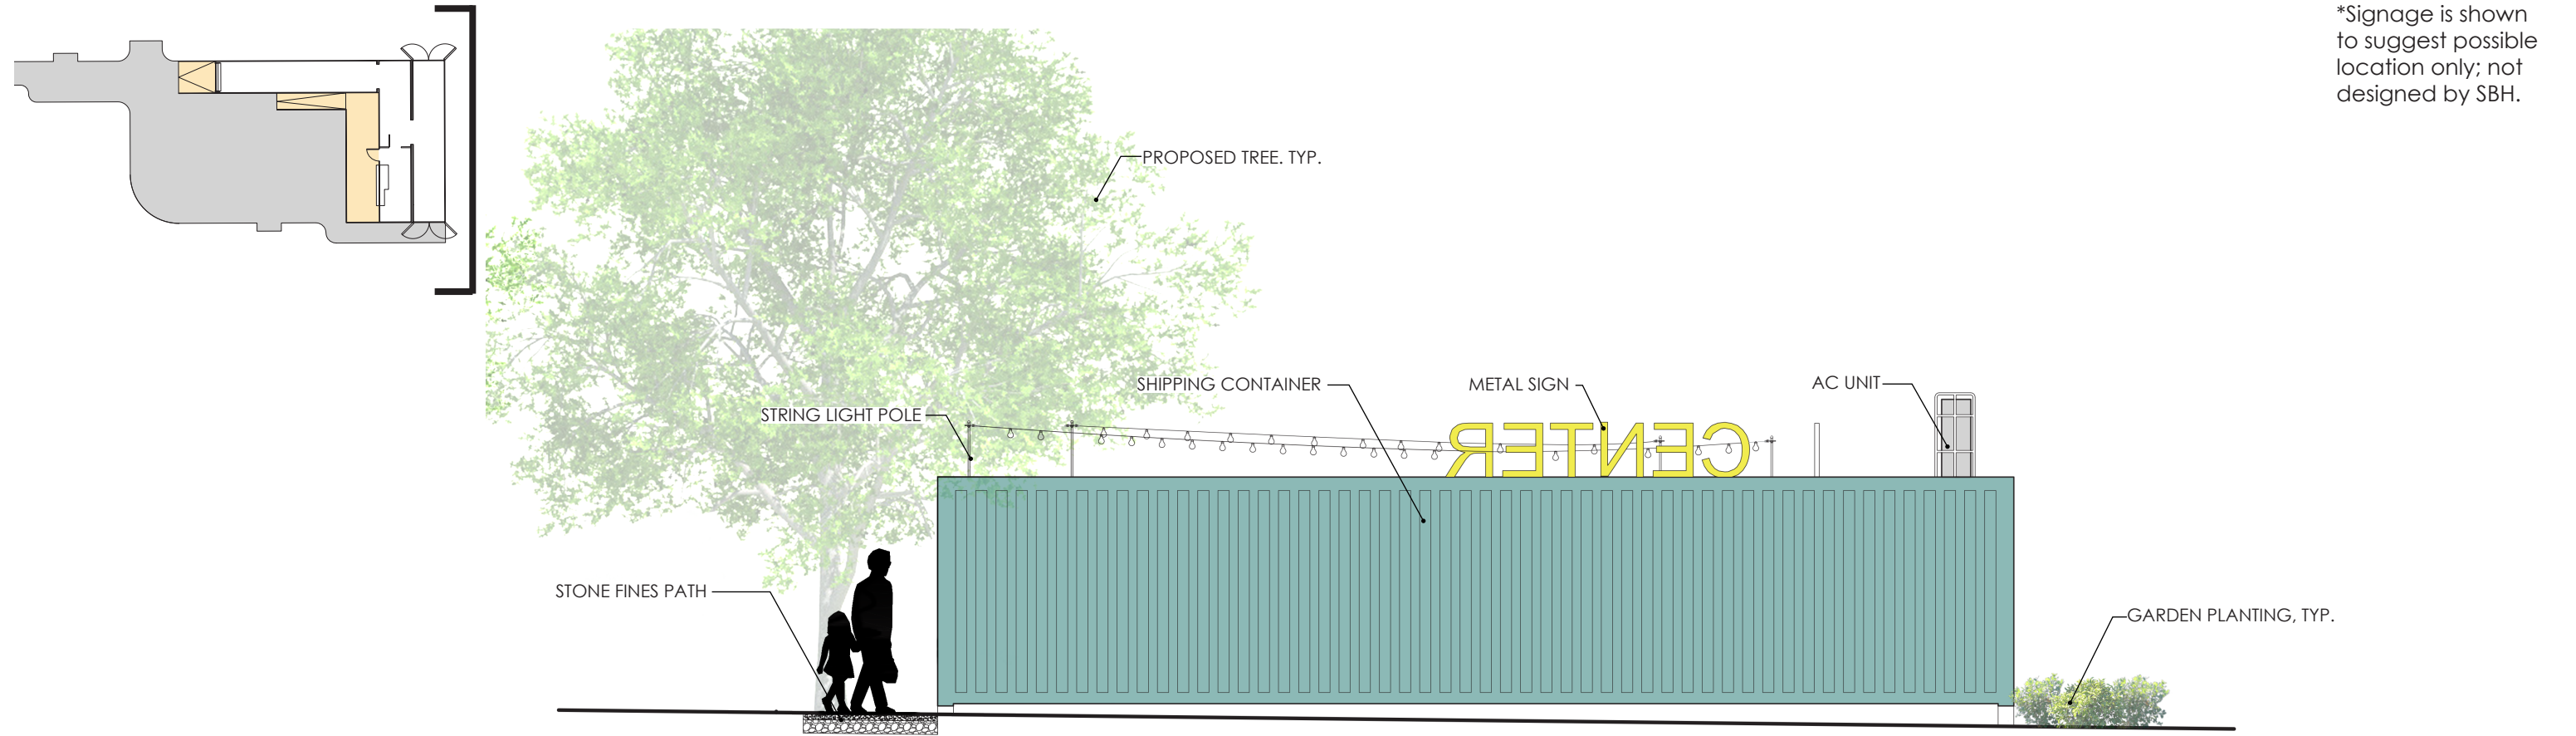 *Signage is shown
to suggest possible
location only; not
designed by SBH.
PROPOSED TREE. TYP.
SHIPPING CONTAINER
METAL SIGN
AC UNIT
STRING LIGHT POLE
CENTER
STONE FINES PATH
GARDEN PLANTING, TYP.